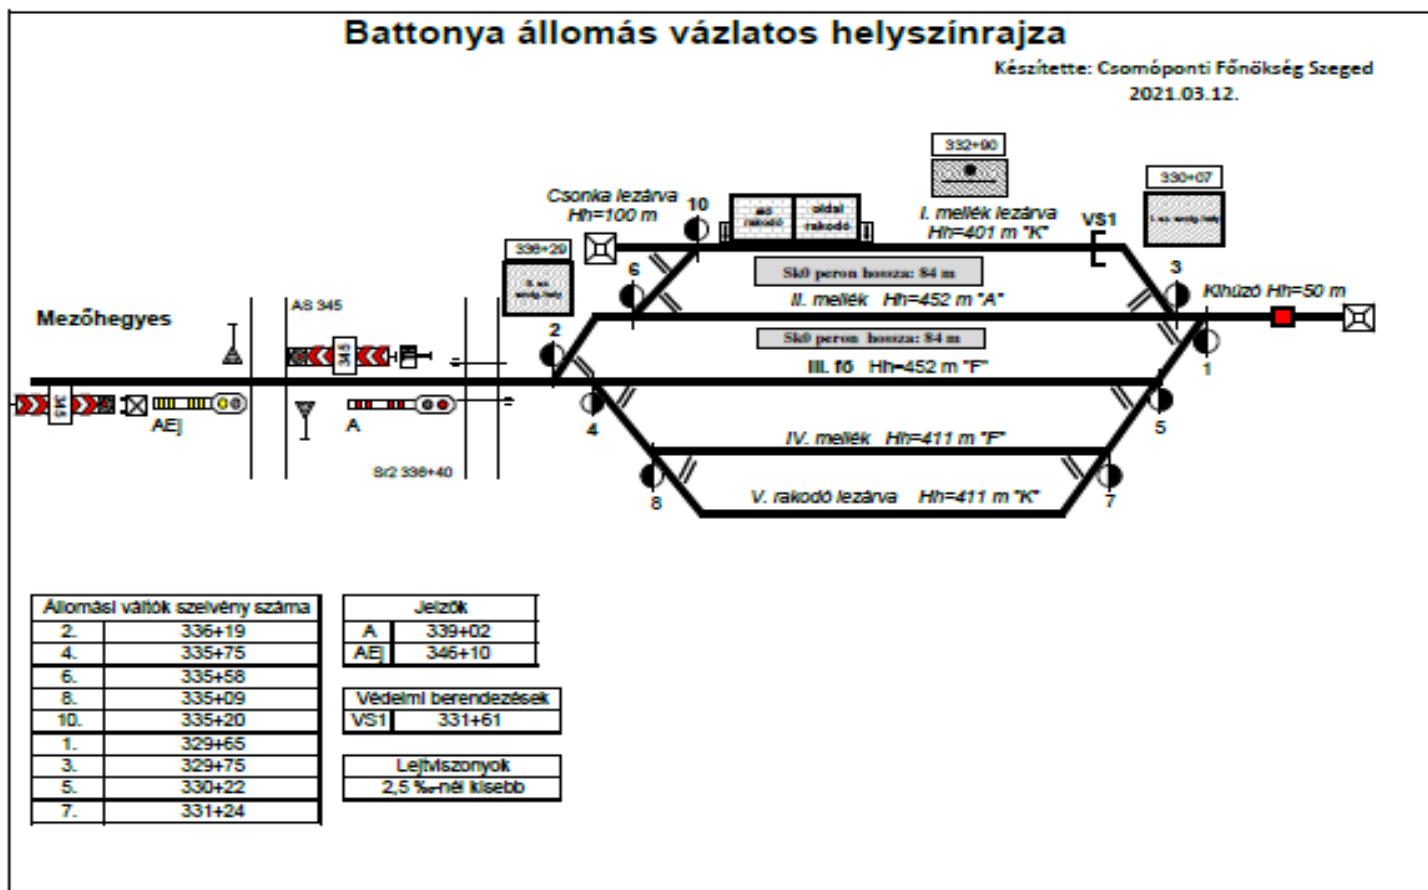 Battonya állomás vázlatos helyszínrajza
Készítette: Csomóponti Főnökség Szeged
2021.03.12.
332+90
330+07
Csonka lezárva
Hh=100 m
10
oldal
rakodó
rakodó
I. mellék lezárva
Hh=401 m "K"
VS1
336+29
6
Sk0 peron hossza: 84 m
3
Kihúzó Hh=50 m
II. mellék Hh=452 m "A"
AS 345
Mezőhegyes
2
Sk0 peron hossza: 84 m
1
345
III. fő Hh=452 m "F"
345
AEj
A
4
5
IV. mellék Hh=411 m "F"
Sr2 336+40
8
V. rakodó lezárva Hh=411 m "K"
7
Állomási váltók szelvény száma
2. 336+19
4. 335+75
6. 335+58
8. 335+09
10. 335+20
1. 329+65
3. 329+75
5. 330+22
7. 331+24
Jelzők
A 339+02
AEj 346+10
Védelmi berendezések
VS1 331+61
Lejtviszonyok
2,5 ‰-nél kisebb